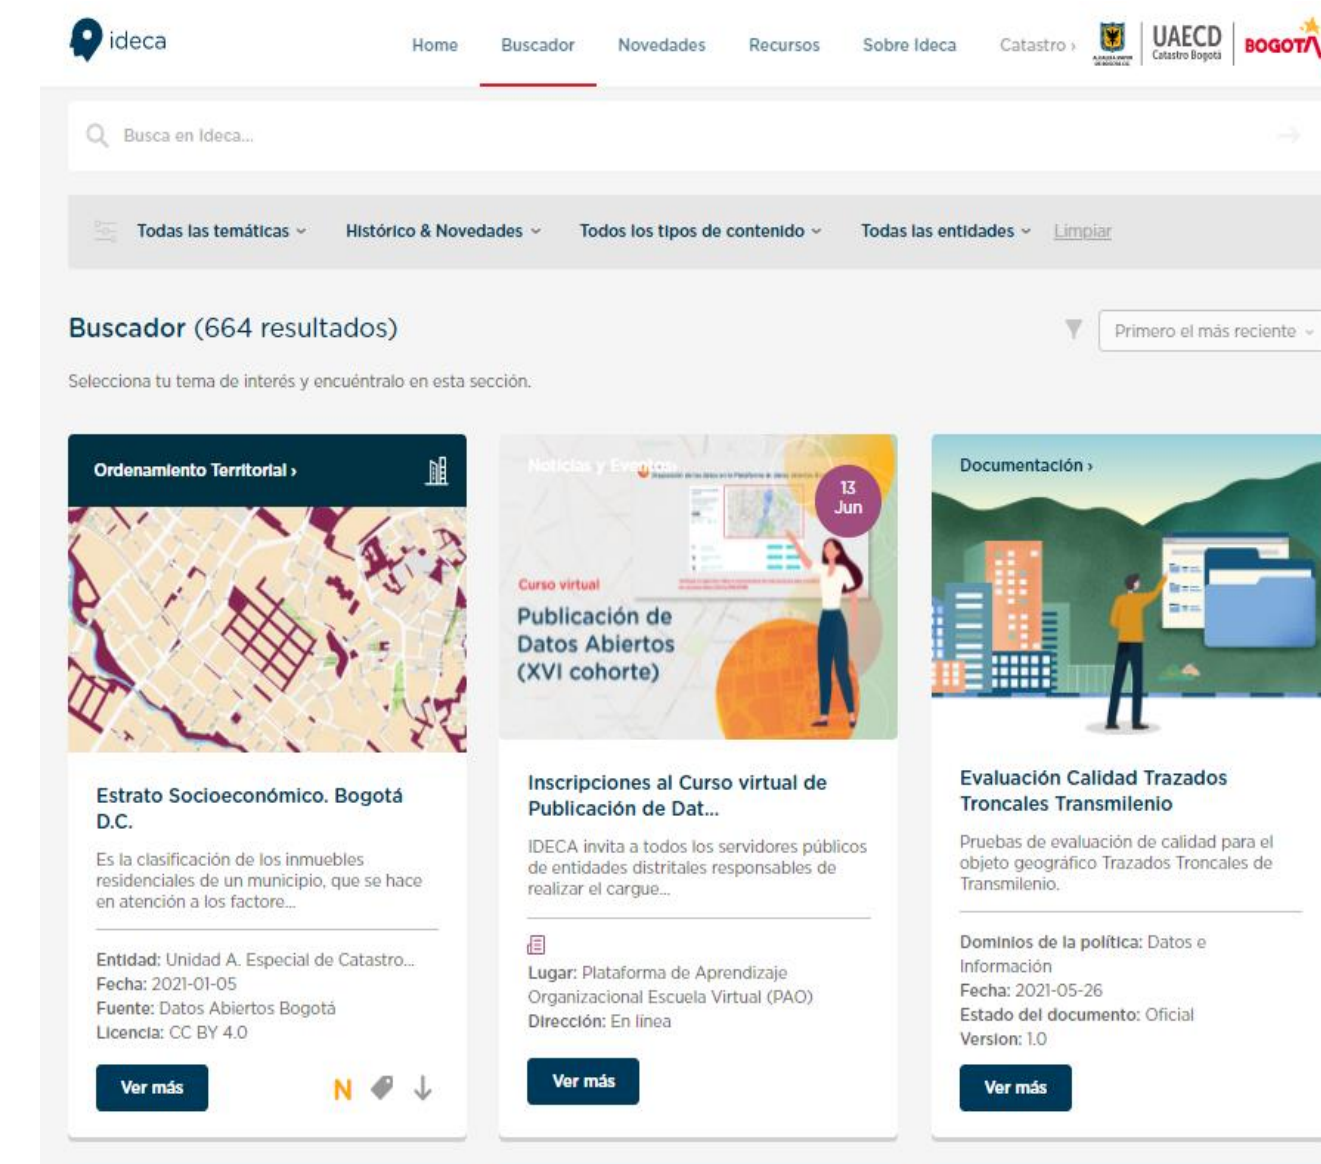 ideca
Home Buscador Novedades Recursos Sobre Ideca Catastro ›
UAECD
Catastro Bogotá
BOGOTÁ
Busca en Ideca...
Todas las temáticas Histórico & Novedades Todos los tipos de contenido Todas las entidades Limpiar
Buscador (664 resultados)
Primero el más reciente
Selecciona tu tema de interés y encuéntralo en esta sección.
Ordenamiento Territorial ›
Estrato Socioeconómico. Bogotá
D.C.
Es la clasificación de los inmuebles
residenciales de un municipio, que se hace
en atención a los factore...
Entidad: Unidad A. Especial de Catastro...
Fecha: 2021-01-05
Fuente: Datos Abiertos Bogotá
Licencia: CC BY 4.0
Ver más
N
Noticias y Eventos›
13
Jun
Curso virtual
Publicación de
Datos Abiertos
(XVI cohorte)
Inscripciones al Curso virtual de
Publicación de Dat...
IDECA invita a todos los servidores públicos
de entidades distritales responsables de
realizar el cargue...
Lugar: Plataforma de Aprendizaje
Organizacional Escuela Virtual (PAO)
Dirección: En línea
Ver más
Documentación ›
Evaluación Calidad Trazados
Troncales Transmilenio
Pruebas de evaluación de calidad para el
objeto geográfico Trazados Troncales de
Transmilenio.
Dominios de la política: Datos e
Información
Fecha: 2021-05-26
Estado del documento: Oficial
Version: 1.0
Ver más